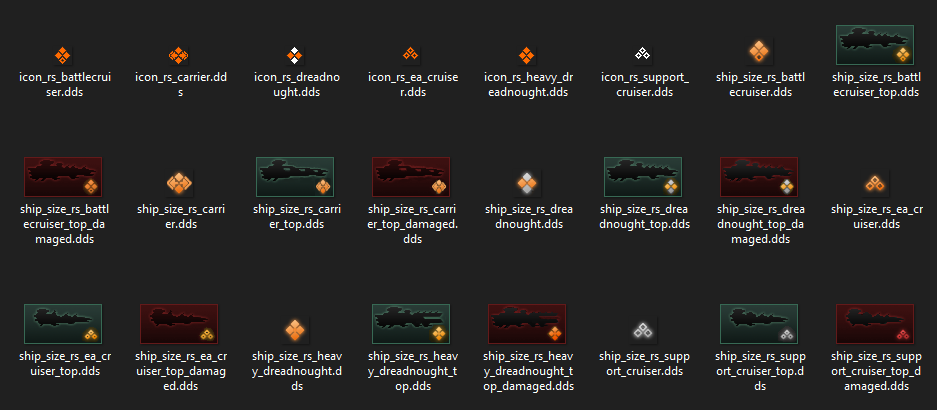 icon_rs_battlecrui icon_rs_carrier.dd icon_rs_dreadno icon_rs_ea_cruise icon_rs_heavy_dr icon_rs_support_ ship_size_rs_battl ship_size_rs_battl
ser.dds s ught.dds r.dds eadnought.dds cruiser.dds ecruiser.dds ecruiser_top.dds
ship_size_rs_battl ship_size_rs_carri ship_size_rs_carri ship_size_rs_carri ship_size_rs_drea ship_size_rs_drea ship_size_rs_drea ship_size_rs_ea_cr
ecruiser_top_da er.dds er_top.dds er_top_damaged. dnought.dds dnought_top.dds dnought_top_da uiser.dds
maged.dds dds maged.dds
ship_size_rs_ea_cr ship_size_rs_ea_cr ship_size_rs_heav ship_size_rs_heav ship_size_rs_heav ship_size_rs_supp ship_size_rs_supp ship_size_rs_supp
uiser_top.dds uiser_top_damag y_dreadnought.d y_dreadnought_t y_dreadnought_t ort_cruiser.dds ort_cruiser_top.d ort_cruiser_top_d
ed.dds ds op.dds op_damaged.dds ds amaged.dds